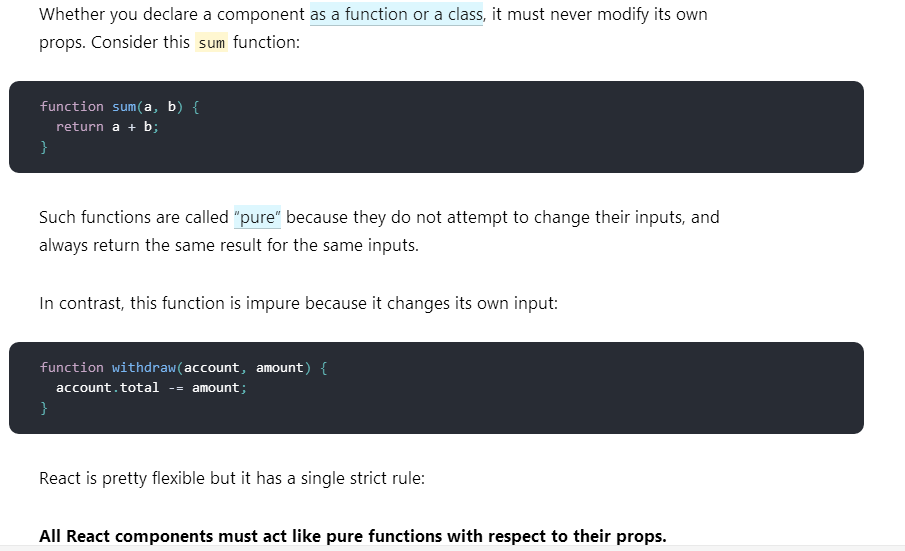 Whether you declare a component as a function or a class, it must never modify its own
props. Consider this sum function:
function sum(a, b) {
  return a + b;
}
Such functions are called “pure” because they do not attempt to change their inputs, and
always return the same result for the same inputs.
In contrast, this function is impure because it changes its own input:
function withdraw(account, amount) {
  account.total -= amount;
}
React is pretty flexible but it has a single strict rule:
All React components must act like pure functions with respect to their props.